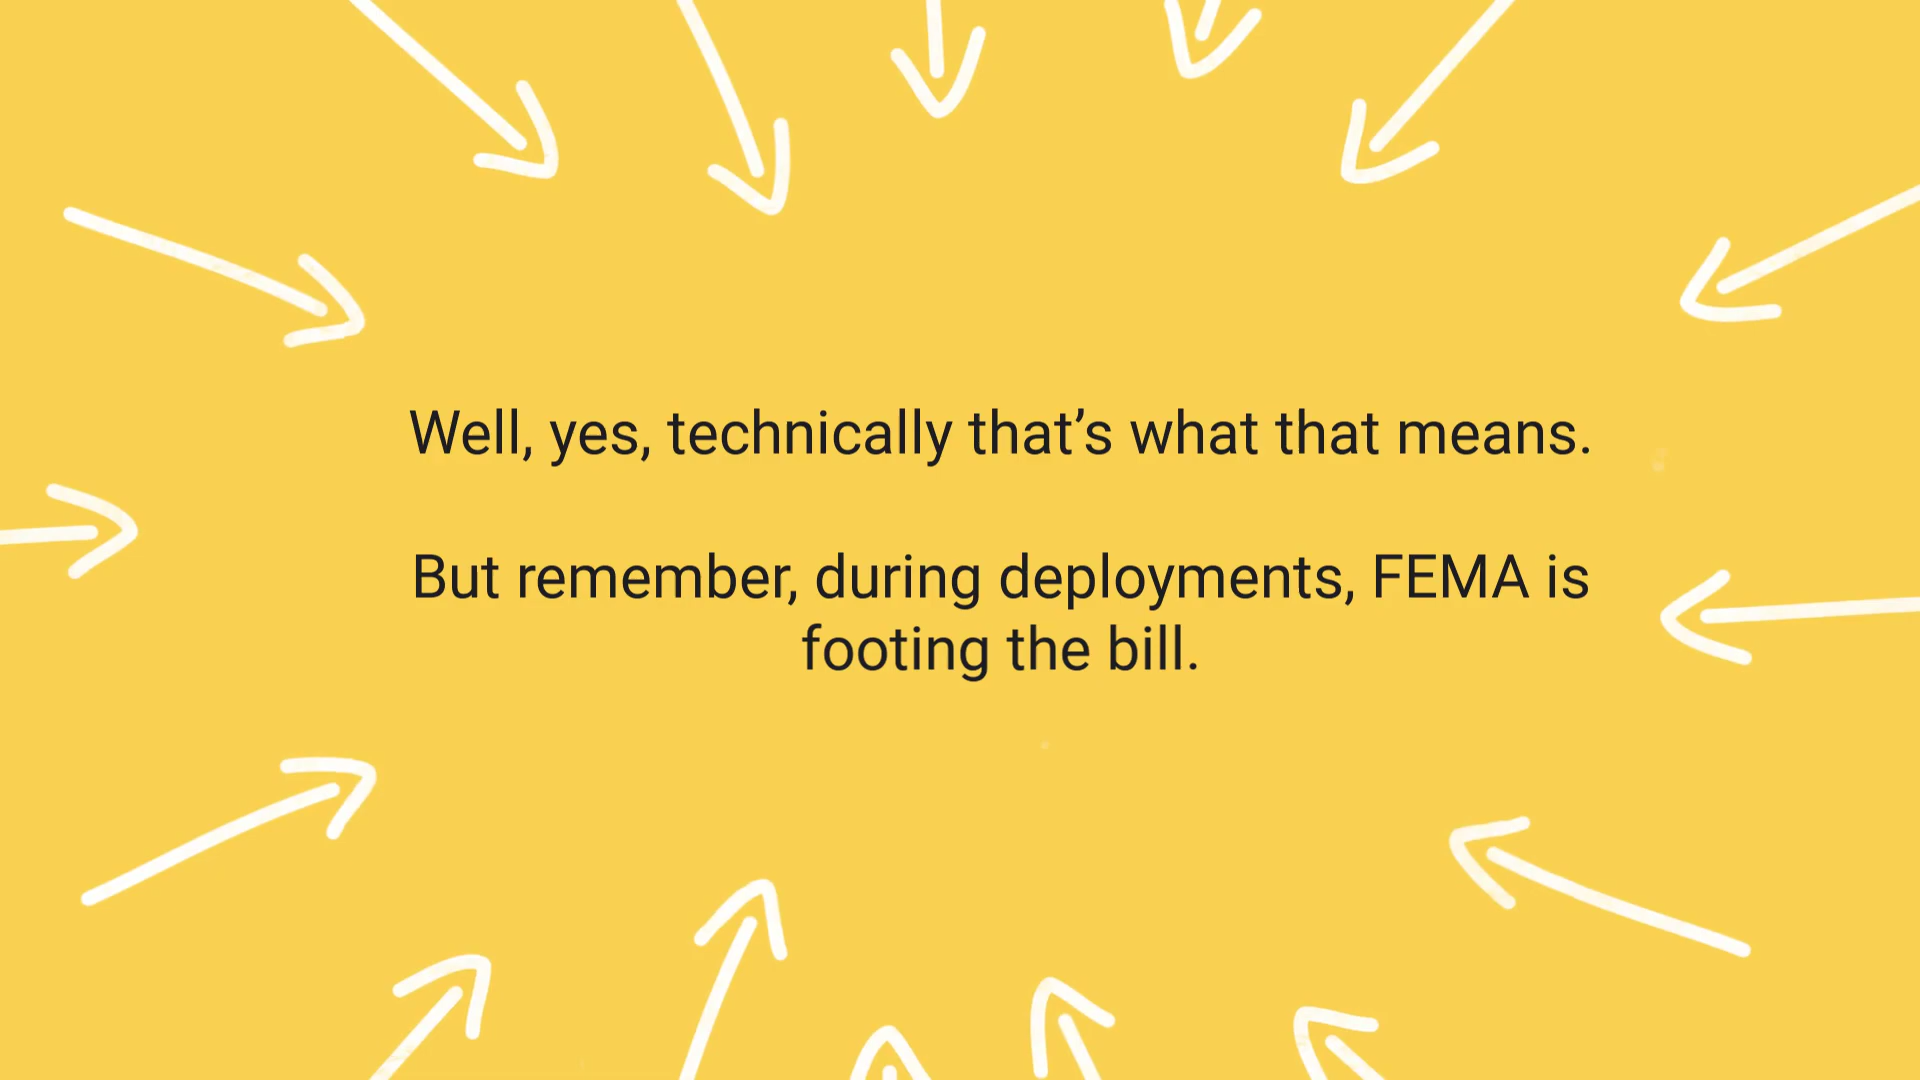 Well, yes, technically that’s what that means.
But remember, during deployments, FEMA is
footing the bill.